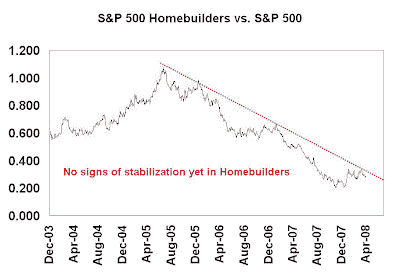 S&P 500 Homebuilders vs. S&P 500
1.200
1.000
0.800
0.600
0.400
0.200
0.000
No signs of stabilization yet in Homebuilders
Dec-03
Apr-04
Aug-04
Dec-04
Apr-05
Aug-05
Dec-05
Apr-06
Aug-06
Dec-06
Apr-07
Aug-07
Dec-07
Apr-08